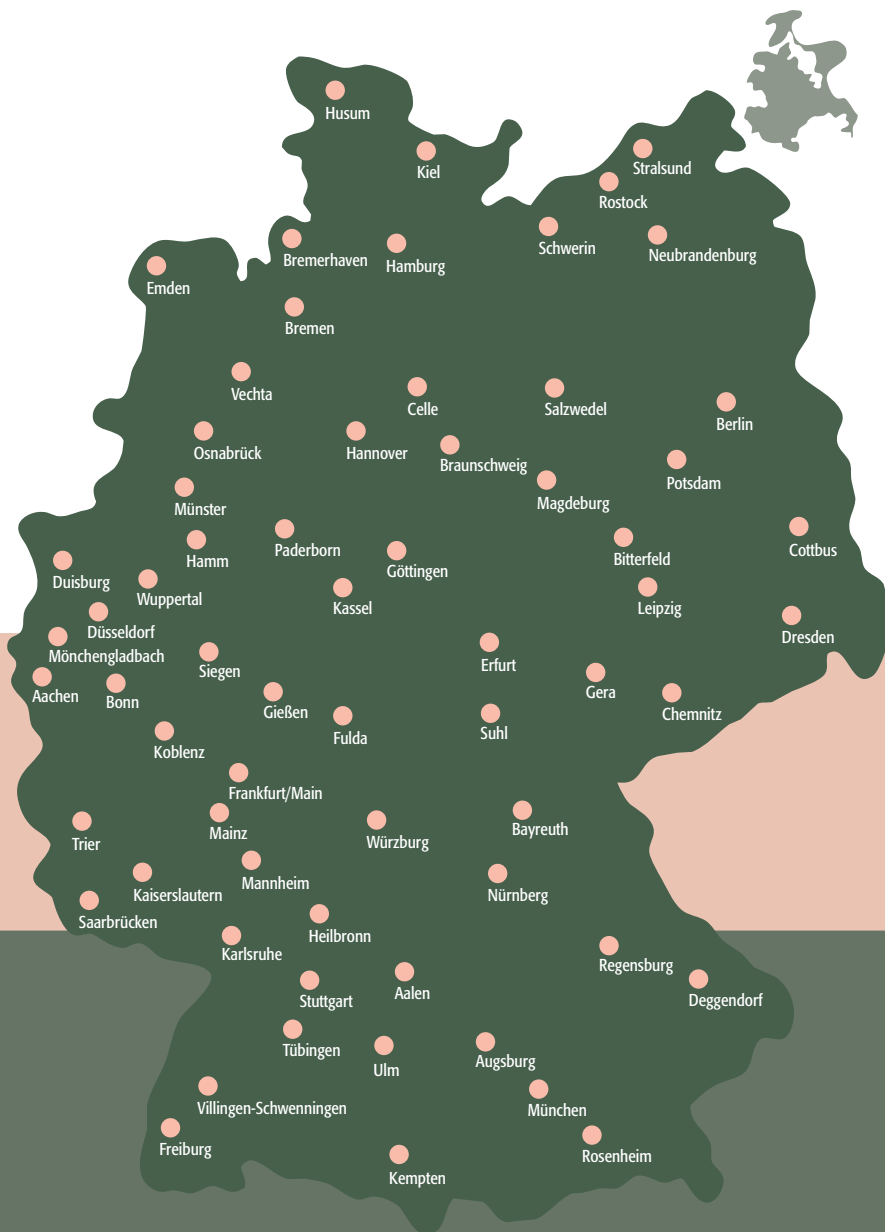 Husum
Kiel
Stralsund
Rostock
Schwerin
Neubrandenburg
Bremerhaven
Hamburg
Emden
Bremen
Vechta
Celle
Salzwedel
Berlin
Osnabrück
Hannover
Braunschweig
Potsdam
Magdeburg
Münster
Paderborn
Cottbus
Hamm
Bitterfeld
Göttingen
Duisburg
Wuppertal
Kassel
Leipzig
Düsseldorf
Dresden
Mönchengladbach
Erfurt
Siegen
Aachen
Bonn
Gera
Gießen
Chemnitz
Suhl
Fulda
Koblenz
Frankfurt/Main
Bayreuth
Mainz
Würzburg
Trier
Mannheim
Kaiserslautern
Nürnberg
Saarbrücken
Heilbronn
Karlsruhe
Regensburg
Aalen
Stuttgart
Deggendorf
Tübingen
Augsburg
Ulm
Villingen-Schwenningen
München
Freiburg
Rosenheim
Kempten